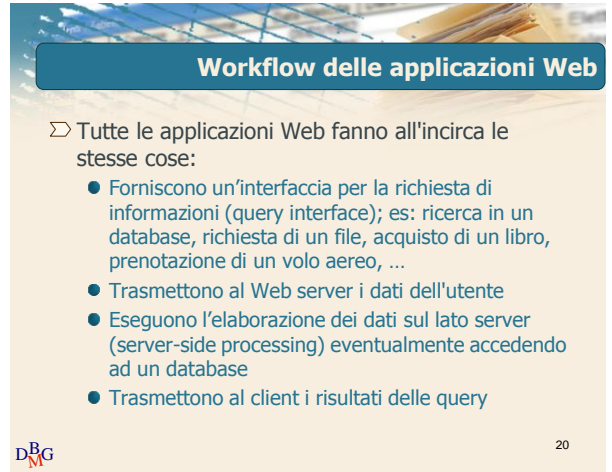 Workflow delle applicazioni Web
Tutte le applicazioni Web fanno all'incirca le
stesse cose:
Forniscono un’interfaccia per la richiesta di
informazioni (query interface); es: ricerca in un
database, richiesta di un file, acquisto di un libro,
prenotazione di un volo aereo, …
Trasmettono al Web server i dati dell'utente
Eseguono l’elaborazione dei dati sul lato server
(server-side processing) eventualmente accedendo
ad un database
Trasmettono al client i risultati delle query
DBMG
20